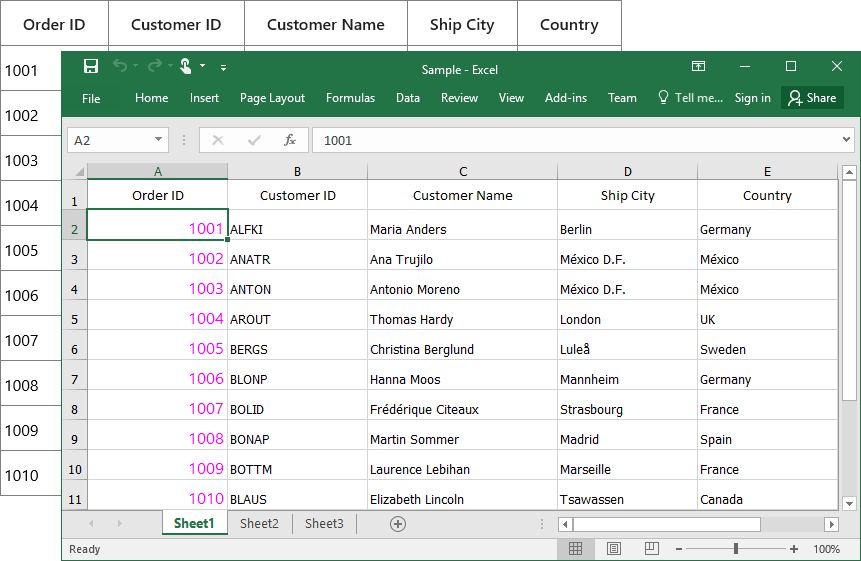 Order ID Customer ID Customer Name Ship City Country
1001
1002
1003
1004
1005
1006
1007
1008
1009
1010
Sample - Excel
File Home Insert Page Layout Formulas Data Review View Add-ins Team Tell me... Sign in Share
A2 fx 1001
A B C D E
1 Order ID Customer ID Customer Name Ship City Country
2 1001 ALFKI Maria Anders Berlin Germany
3 1002 ANATR Ana Trujilo México D.F. México
4 1003 ANTON Antonio Moreno México D.F. México
5 1004 AROUT Thomas Hardy London UK
6 1005 BERGS Christina Berglund Luleå Sweden
7 1006 BLONP Hanna Moos Mannheim Germany
8 1007 BOLID Frédérique Citeaux Strasbourg France
9 1008 BONAP Martin Sommer Madrid Spain
10 1009 BOTTM Laurence Lebihan Marseille France
11 1010 BLAUS Elizabeth Lincoln Tsawassen Canada
Sheet1 Sheet2 Sheet3
Ready 100%